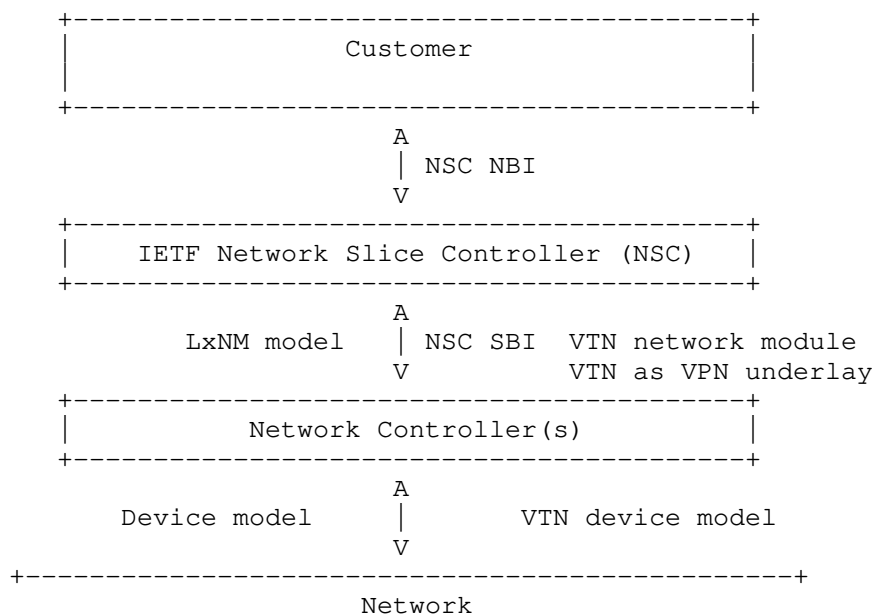 +-------------------------------------------+
| Customer |
| |
+-------------------------------------------+
A
| NSC NBI
V
+-------------------------------------------+
| IETF Network Slice Controller (NSC) |
+-------------------------------------------+
A
LxNM model | NSC SBI VTN network module
V VTN as VPN underlay
+-------------------------------------------+
| Network Controller(s) |
+-------------------------------------------+
A
Device model | VTN device model
V
+-------------------------------------------------+
Network